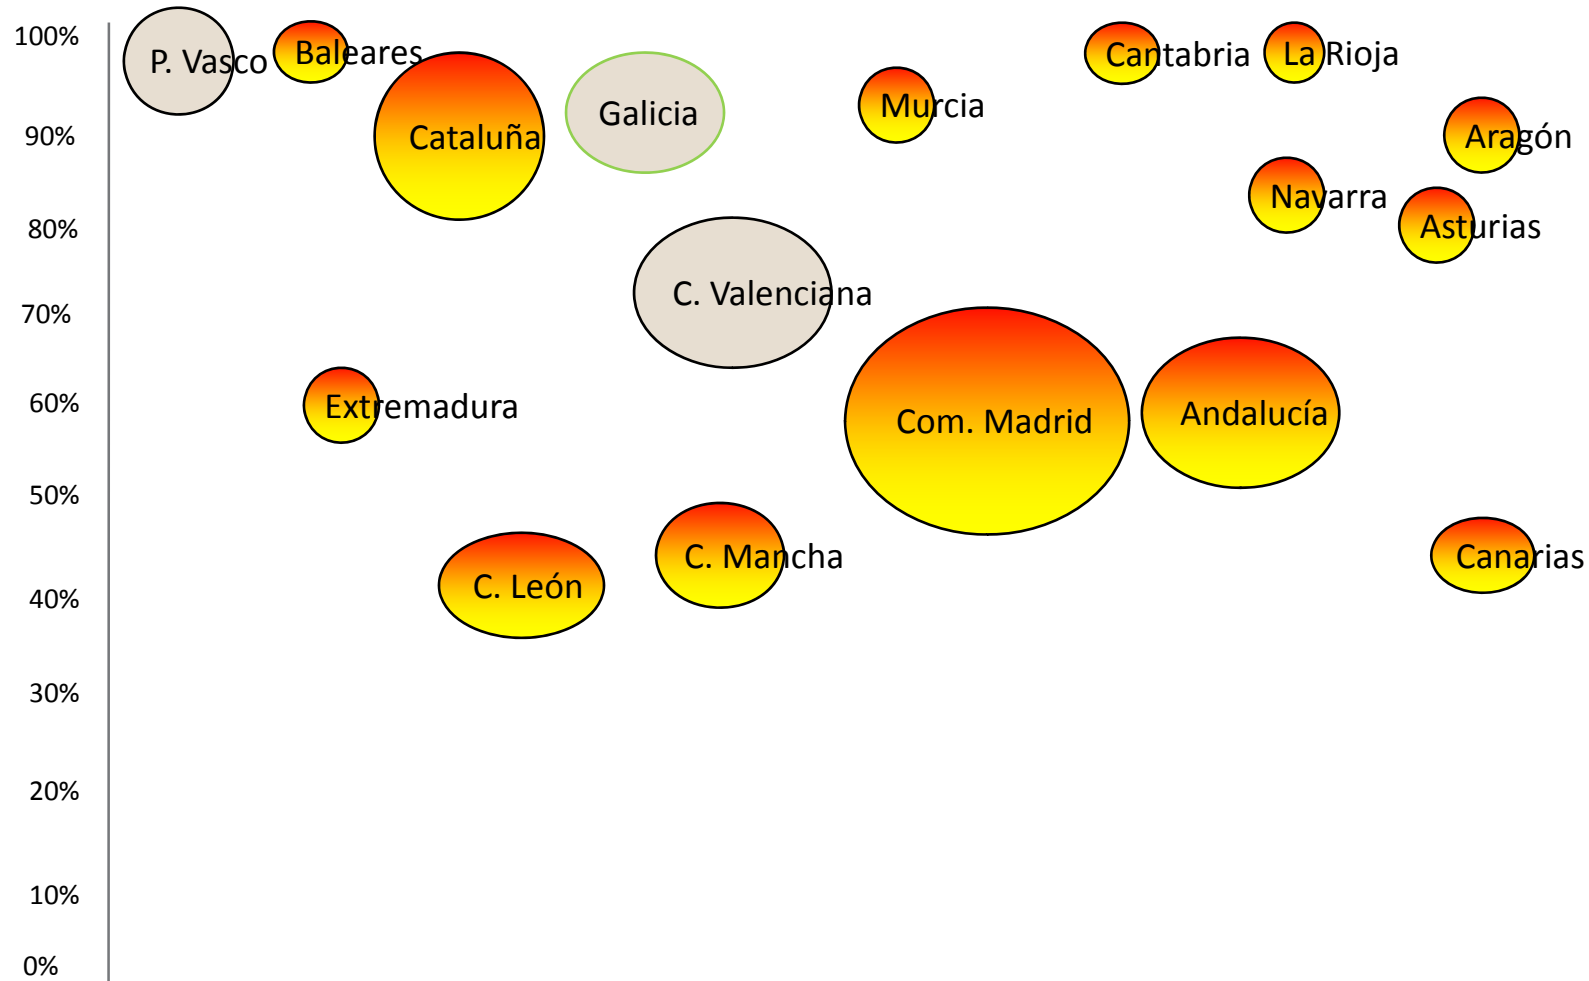 100%
P. Vasco
Baleares
Cantabria
La Rioja
Murcia
Galicia
90%
Cataluña
Aragón
Navarra
80%
Asturias
C. Valenciana
70%
60%
Extremadura
Andalucía
Com. Madrid
50%
C. Mancha
Canarias
C. León
40%
30%
20%
10%
0%